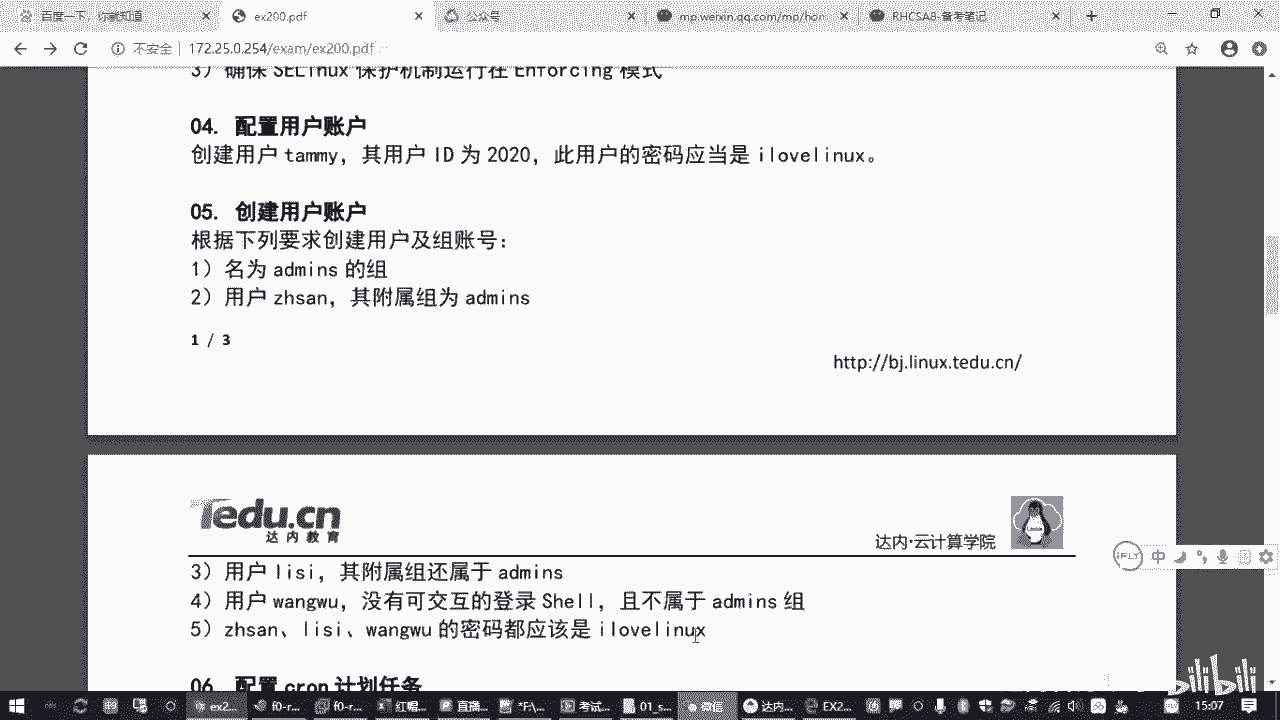 百度一下，你就知道
ex200.pdf
公众号
mp.weixin.qq.com/mp/hom
RHCSA8-备考笔记
不安全 | 172.25.0.254/exam/ex200.pdf
3）确保 SELinux 保护机制运行在 Enforcing 模式
04. 配置用户账户
创建用户 tammy，其用户 ID 为 2020，此用户的密码应当是 ilovelinux。
05. 创建用户账户
根据下列要求创建用户及组账号：
1）名为 admins 的组
2）用户 zhsan，其附属组为 admins
1 / 3
http://bj.linux.tedu.cn/
Tedu.cn
达内教育
达内·云计算学院
3）用户 lisi，其附属组还属于 admins
4）用户 wangwu，没有可交互的登录 Shell，且不属于 admins 组
5）zhsan、lisi、wangwu 的密码都应该是 ilovelinux
06. 配置 cron 计划任务
iFLY 中
bilibili
ex2...
f0-r...
f0-r...
红帽...
直播...
"F:\...
考试...
01_s...
微信
达内...
EX2...
15:07